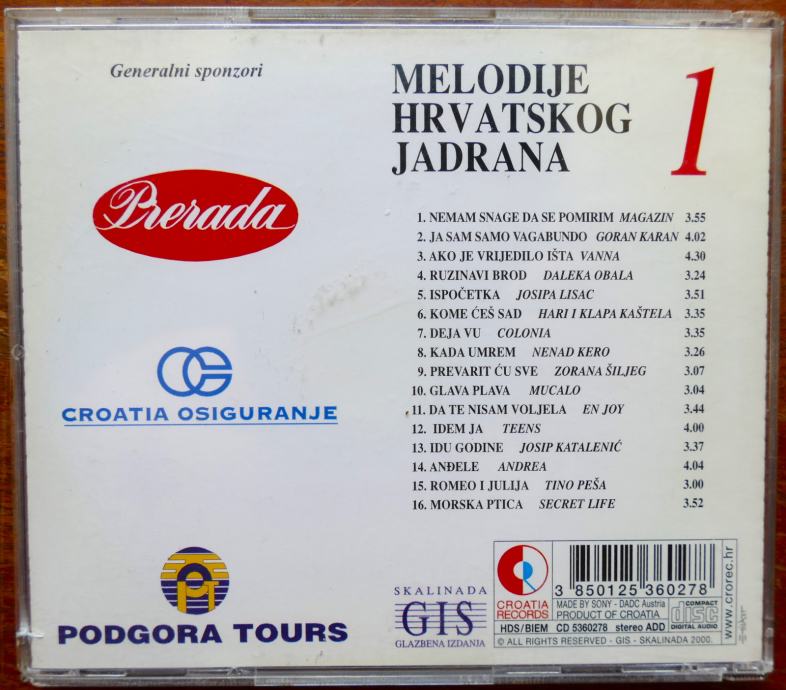 Generalni sponzori
Prerada
CROATIA OSIGURANJE
PODGORA TOURS
MELODIJE
HRVATSKOG
JADRANA
1
1. NEMAM SNAGE DA SE POMIRIM MAGAZIN 3.55
2. JA SAM SAMO VAGABUNDO GORAN KARAN 4.02
3. AKO JE VRIJEDILO IŠTA VANNA 4.30
4. RUZINAVI BROD DALEKA OBALA 3.24
5. ISPOČETKA JOSIPA LISAC 3.51
6. KOME ĆEŠ SAD HARI I KLAPA KAŠTELA 3.35
7. DEJA VU COLONIA 3.35
8. KADA UMREM NENAD KERO 3.26
9. PREVARIT ĆU SVE ZORANA ŠILJEG 3.07
10. GLAVA PLAVA MUCALO 3.04
11. DA TE NISAM VOLJELA EN JOY 3.44
12. IDEM JA TEENS 4.00
13. IDU GODINE JOSIP KATALENIĆ 3.37
14. ANĐELE ANDREA 4.04
15. ROMEO I JULIJA TINO PEŠA 3.00
16. MORSKA PTICA SECRET LIFE 3.52
SKALINADA
GIS
GLAZBENA IZDANJA
CROATIA
RECORDS
3 850125 360278
MADE BY SONY - DADC Austria
PRODUCT OF CROATIA
COMPACT
disc
DIGITAL AUDIO
HDS/BIEM CD 5360278 stereo ADD
© ALL RIGHTS RESERVED - GIS - SKALINADA 2000.
www.crorec.hr